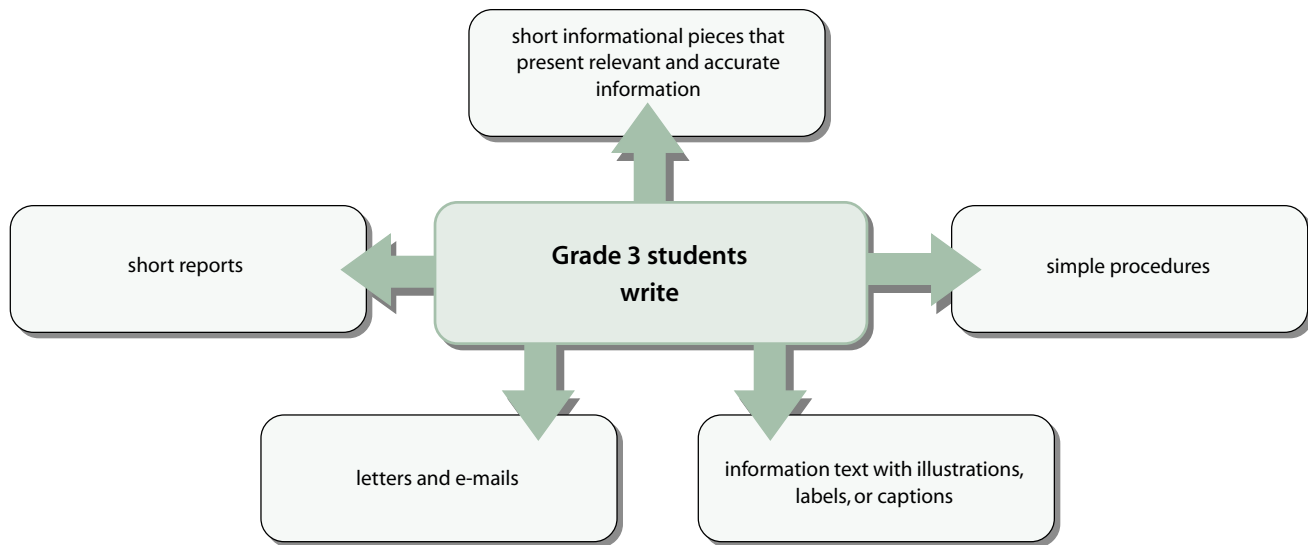 short informational pieces that
present relevant and accurate
information
short reports
Grade 3 students
write
simple procedures
letters and e-mails
information text with illustrations,
labels, or captions